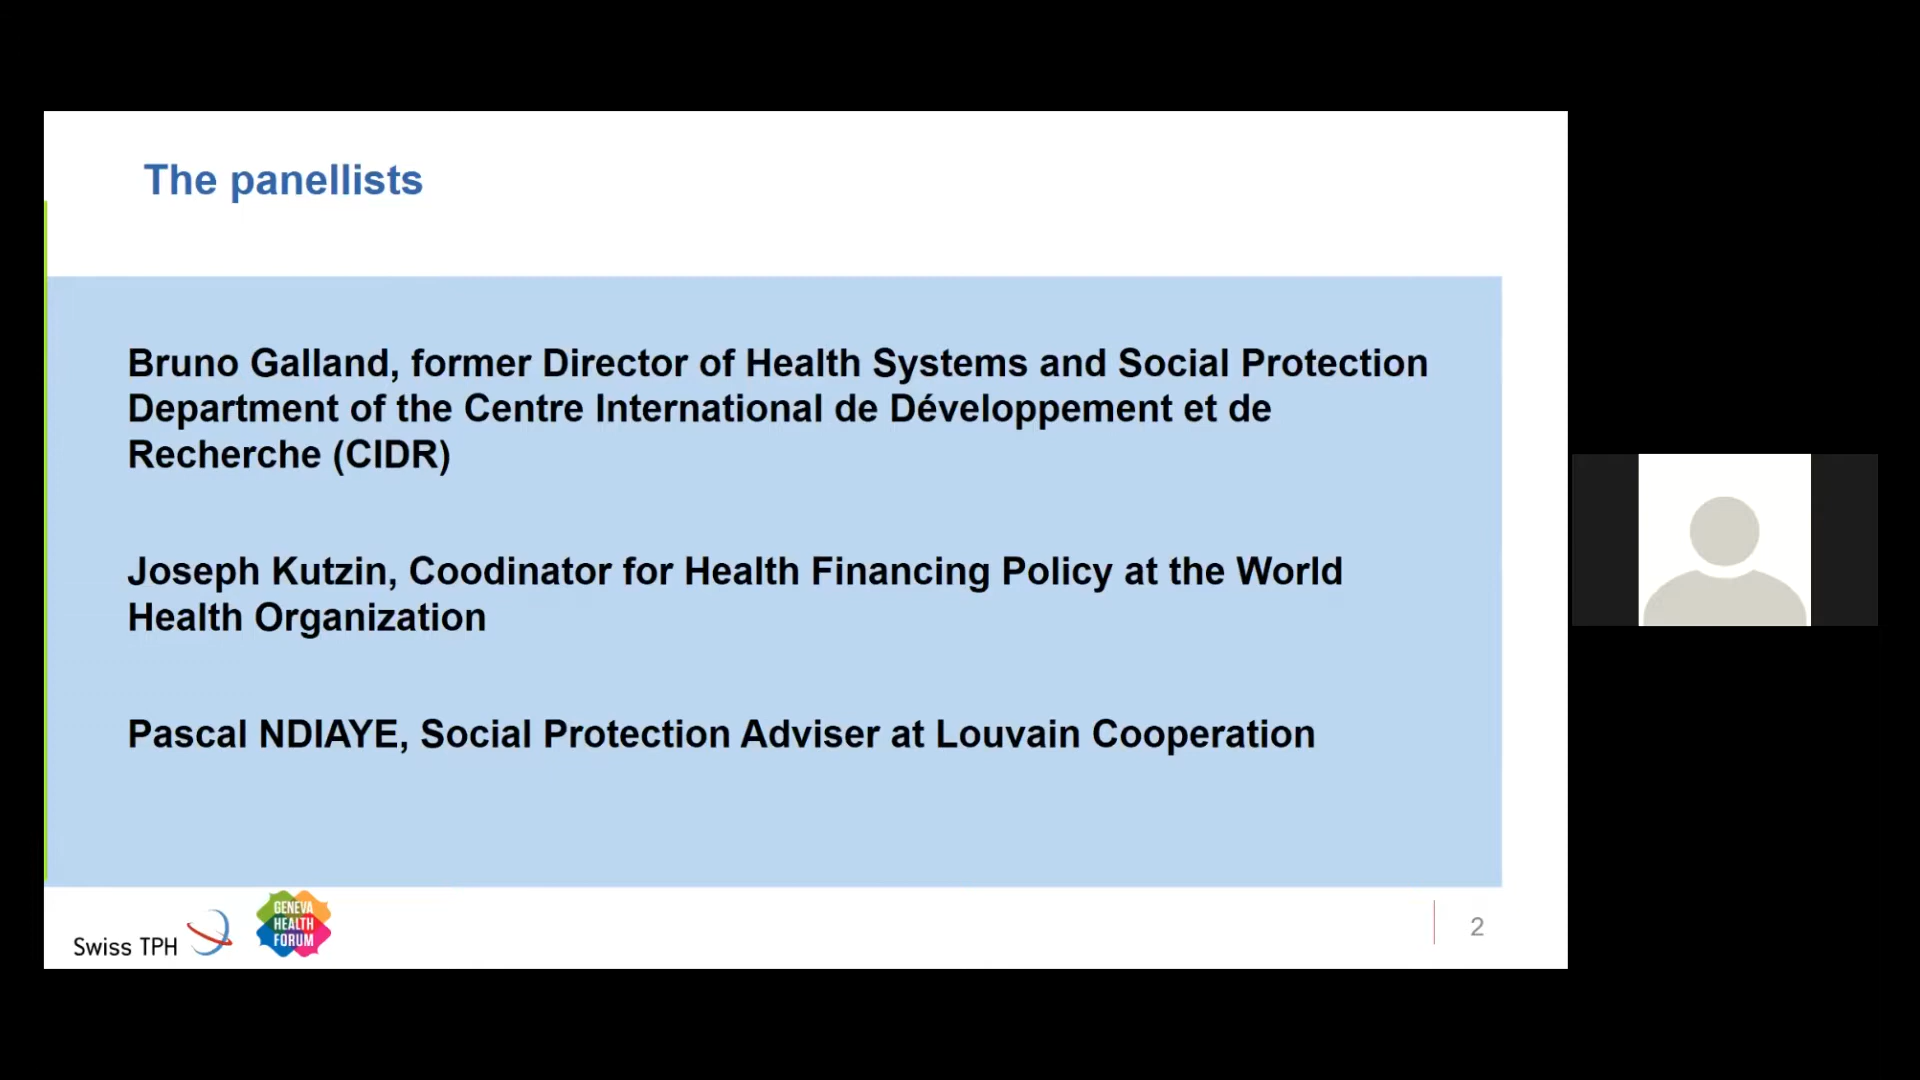 The panellists
Bruno Galland, former Director of Health Systems and Social Protection
Department of the Centre International de Développement et de
Recherche (CIDR)
Joseph Kutzin, Coodinator for Health Financing Policy at the World
Health Organization
Pascal NDIAYE, Social Protection Adviser at Louvain Cooperation
Swiss TPH
GENEVA
HEALTH
FORUM
2